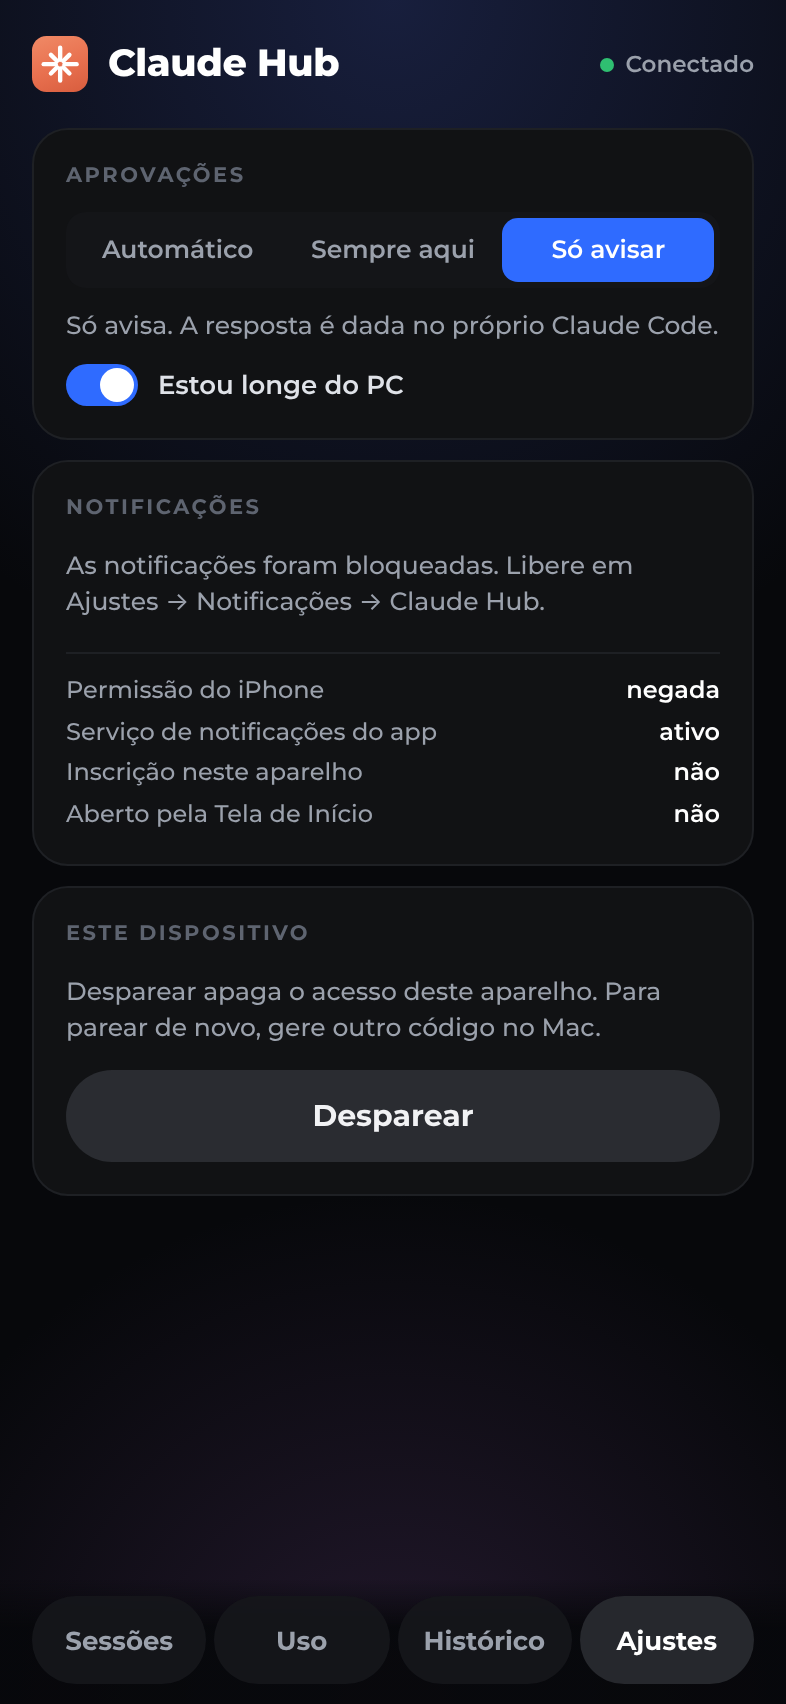 Claude Hub
Conectado
APROVAÇÕES
Automático
Sempre aqui
Só avisar
Só avisa. A resposta é dada no próprio Claude Code.
Estou longe do PC
NOTIFICAÇÕES
As notificações foram bloqueadas. Libere em
Ajustes → Notificações → Claude Hub.
Permissão do iPhone negada
Serviço de notificações do app ativo
Inscrição neste aparelho não
Aberto pela Tela de Início não
ESTE DISPOSITIVO
Desparear apaga o acesso deste aparelho. Para
parear de novo, gere outro código no Mac.
Desparear
Sessões
Uso
Histórico
Ajustes